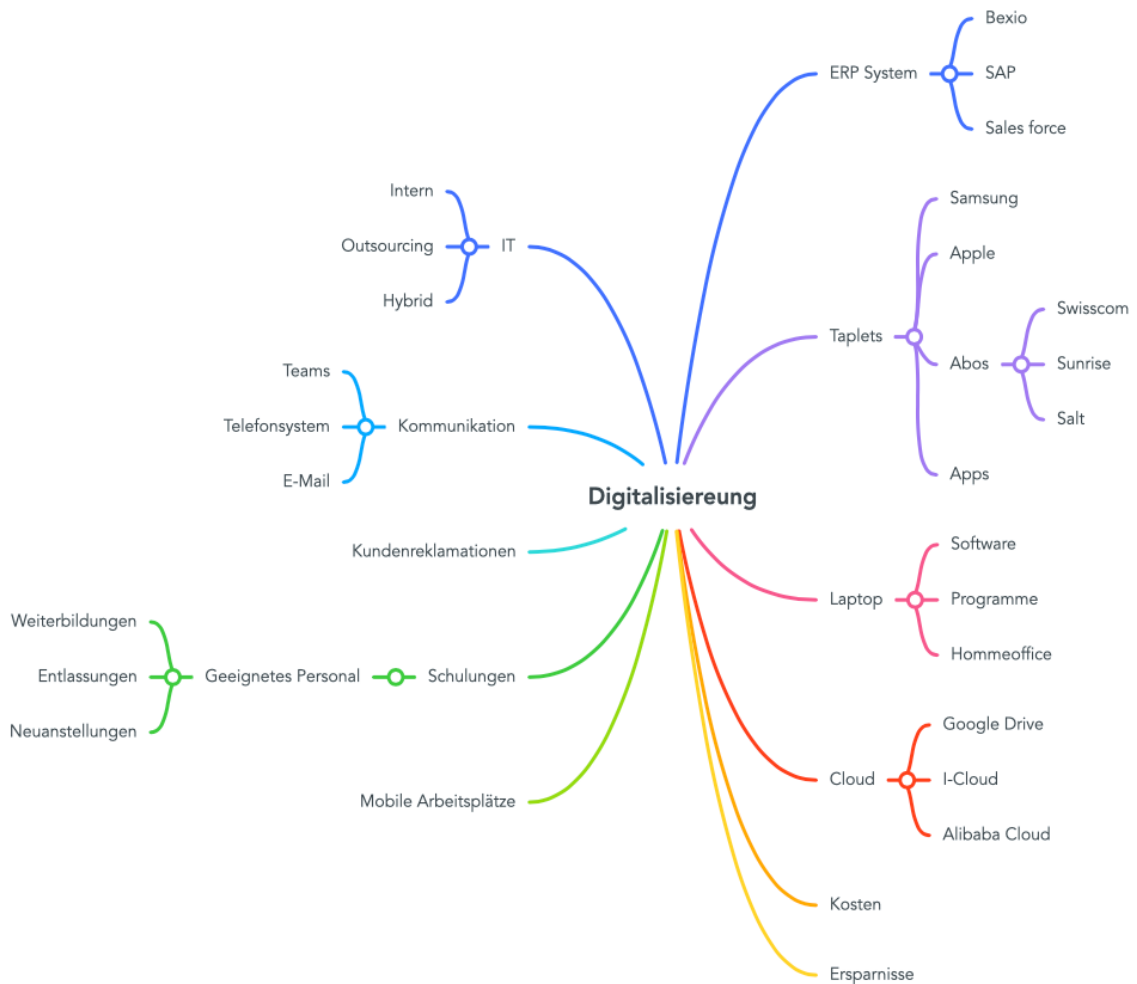 Bexio
ERP System
SAP
Sales force
Intern
Outsourcing
IT
Hybrid
Samsung
Apple
Taplets
Abos
Swisscom
Sunrise
Salt
Apps
Teams
Telefonsystem
Kommunikation
E-Mail
Digitalisiereung
Kundenreklamationen
Software
Laptop
Programme
Hommeoffice
Weiterbildungen
Entlassungen
Geeignetes Personal
Schulungen
Neuanstellungen
Google Drive
Cloud
I-Cloud
Alibaba Cloud
Mobile Arbeitsplätze
Kosten
Ersparnisse